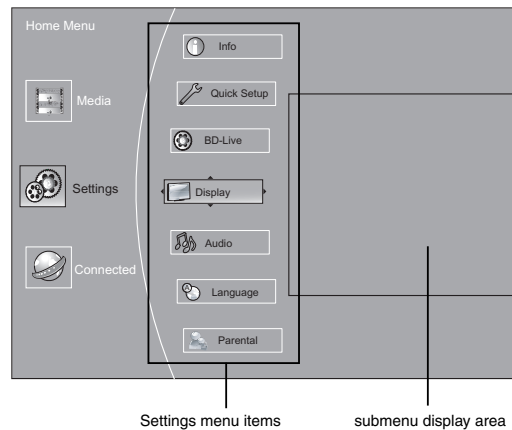 Home Menu
Media
Settings
Connected
Info
Quick Setup
BD-Live
Display
Audio
Language
Parental
Settings menu items
submenu display area